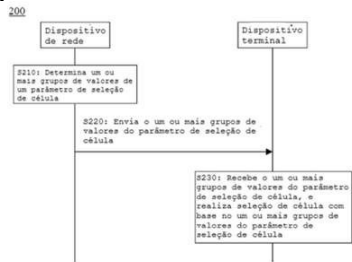 200
Dispositivo
de rede
Dispositivo
terminal
S210: Determina um ou
mais grupos de valores de
um parâmetro de seleção
de célula
S220: Envia o um ou mais grupos de
valores do parâmetro de seleção de
célula
S230: Recebe o um ou mais
grupos de valores do parâmetro
de seleção de célula, e
realiza seleção de célula com
base no um ou mais grupos de
valores do parâmetro de
seleção de célula